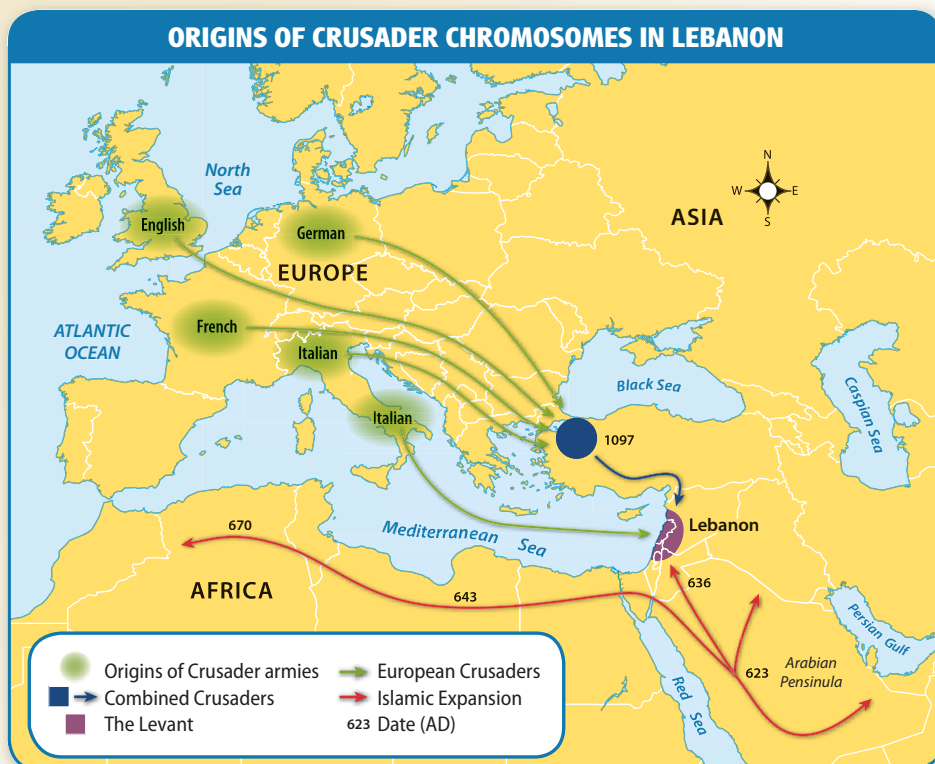 ORIGINS OF CRUSADER CHROMOSOMES IN LEBANON
N
W
E
S
North
Sea
ASIA
English
German
EUROPE
French
ATLANTIC
OCEAN
Italian
Black Sea
Caspian Sea
Italian
1097
Lebanon
670
Mediterranean Sea
636
AFRICA
643
Persian Gulf
623
Arabian
Pensinula
Red Sea
Origins of Crusader armies
Combined Crusaders
The Levant
European Crusaders
Islamic Expansion
623 Date (AD)